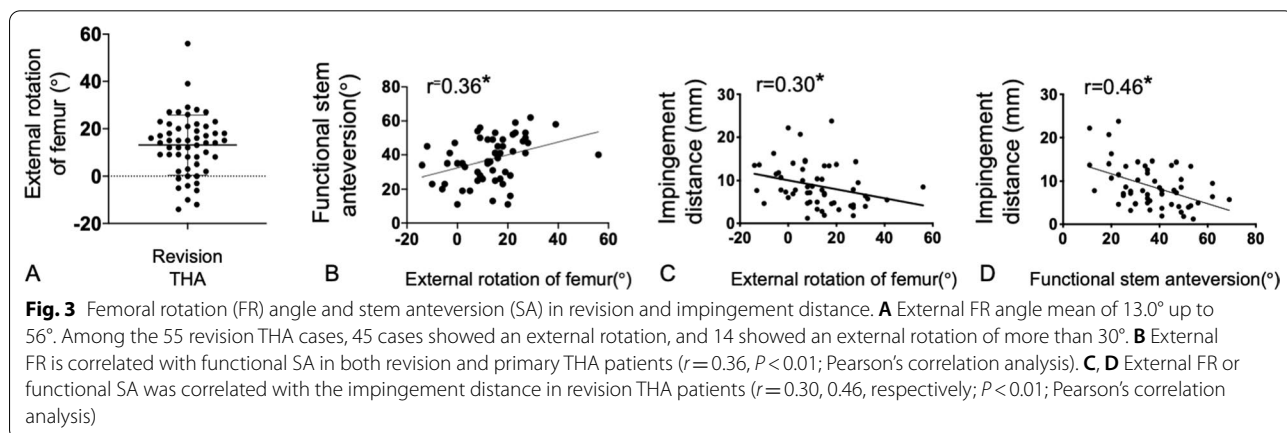 External rotation
of femur (°)
60
40
20
0
-20
Revision
THA
A
Functional stem
anteversion(°)
r=0.36*
80
60
40
20
0
-20
0
20
40
60
External rotation of femur(°)
B
Impingement
distance (mm)
r=0.30*
30
20
10
0
-20
0
20
40
60
External rotation of femur(°)
C
Impingement
distance (mm)
r=0.46*
30
20
10
0
0
20
40
60
80
Functional stem anteversion(°)
D
Fig. 3 Femoral rotation (FR) angle and stem anteversion (SA) in revision and impingement distance. A External FR angle mean of 13.0° up to
56°. Among the 55 revision THA cases, 45 cases showed an external rotation, and 14 showed an external rotation of more than 30°. B External
FR is correlated with functional SA in both revision and primary THA patients (r = 0.36, P < 0.01; Pearson’s correlation analysis). C, D External FR or
functional SA was correlated with the impingement distance in revision THA patients (r = 0.30, 0.46, respectively; P < 0.01; Pearson’s correlation
analysis)